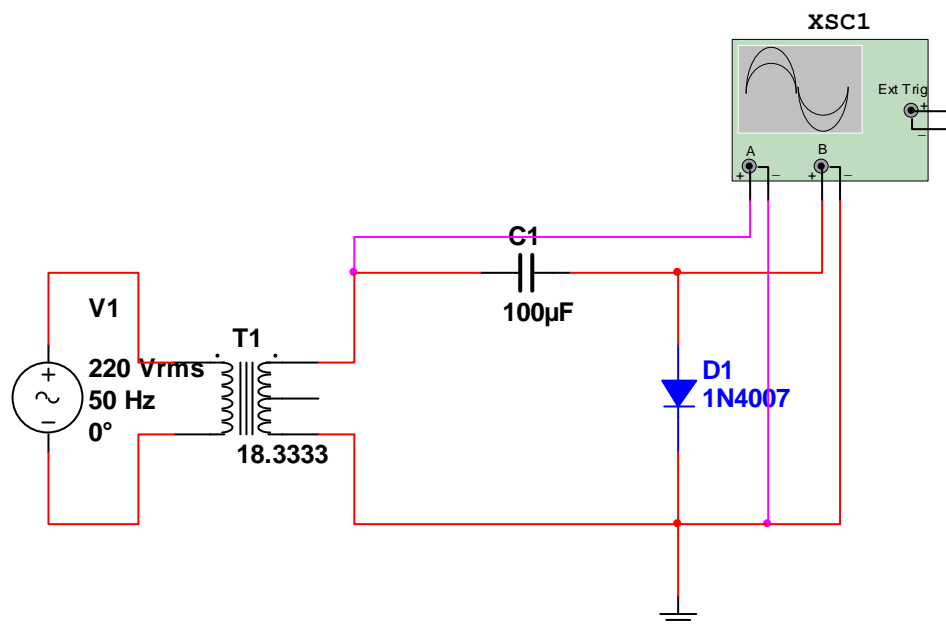 XSC1
Ext Trig
+
_
A
B
+
_
+
_
C1
100µF
V1
220 Vrms
50 Hz
0°
T1
18.3333
D1
1N4007